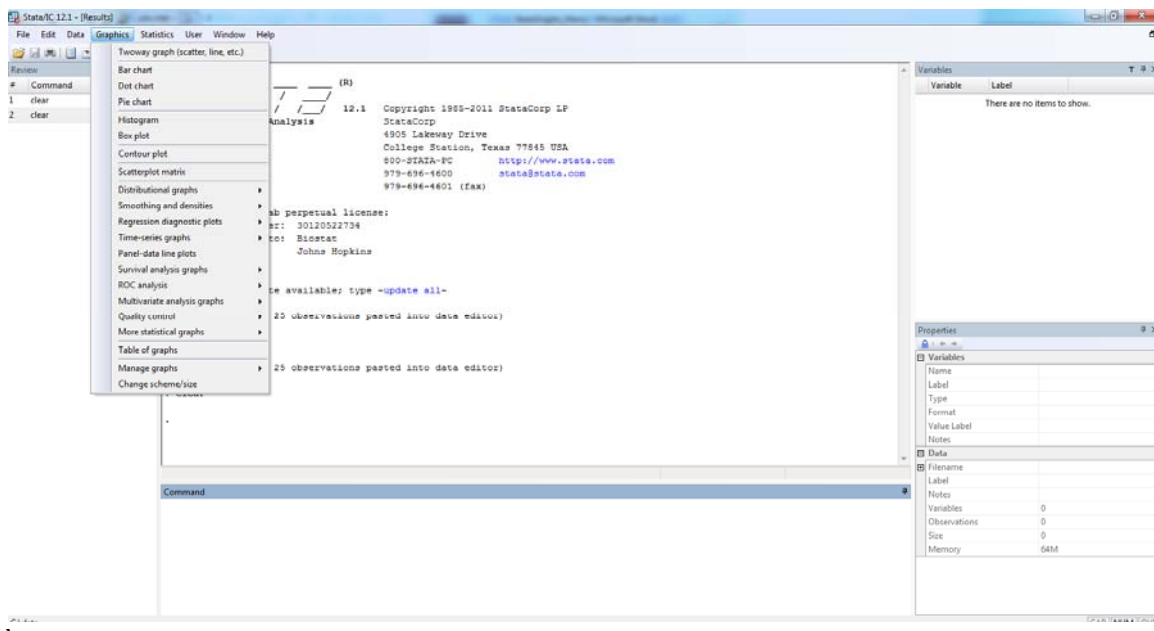 Stata/IC 12.1 - [Results]
File Edit Data Graphics Statistics User Window Help
Review
# Command
1 clear
2 clear
Twoway graph (scatter, line, etc.)
Bar chart
Dot chart
Pie chart
Histogram
Box plot
Contour plot
Scatterplot matrix
Distributional graphs
Smoothing and densities
Regression diagnostic plots
Time-series graphs
Panel-data line plots
Survival analysis graphs
ROC analysis
Multivariate analysis graphs
Quality control
More statistical graphs
Table of graphs
Manage graphs
Change scheme/size
(R)
12.1 Copyright 1985-2011 StataCorp LP
Analysis StataCorp
4905 Lakeway Drive
College Station, Texas 77845 USA
800-STATA-PC http://www.stata.com
979-696-4600 stata@stata.com
979-696-4601 (fax)
perpetual license:
30120522734
to: Biostat
Johns Hopkins
available; type -update all-
25 observations pasted into data editor)
25 observations pasted into data editor)
. clear
.
Command
Variables
Variable Label
There are no items to show.
Properties
Variables
Name
Label
Type
Format
Value Label
Notes
Data
Filename
Label
Notes
Variables 0
Observations 0
Size 0
Memory 64M